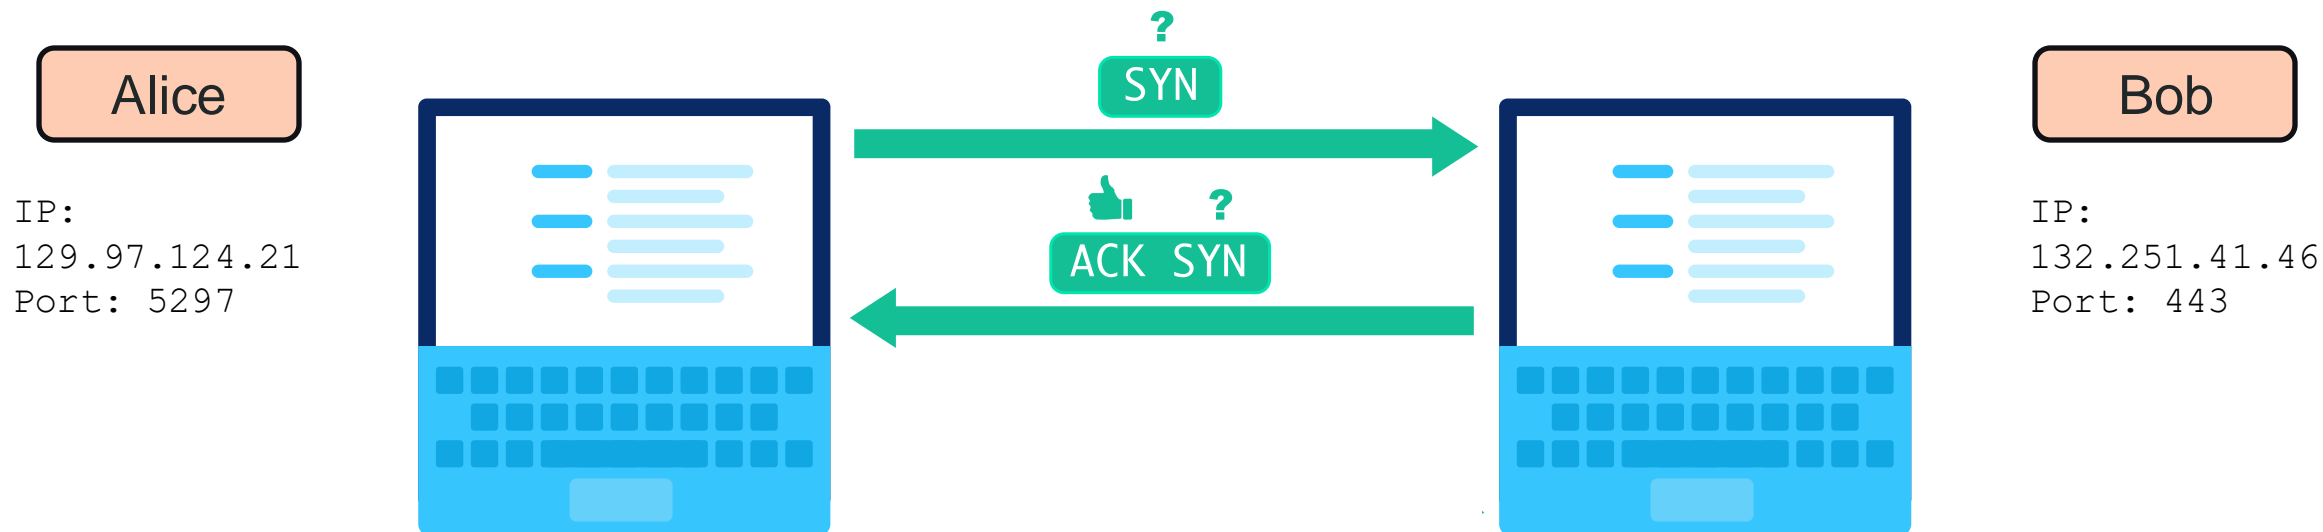 ?
SYN
Alice
Bob
?
ACK SYN
IP:
129.97.124.21
Port: 5297
IP:
132.251.41.46
Port: 443